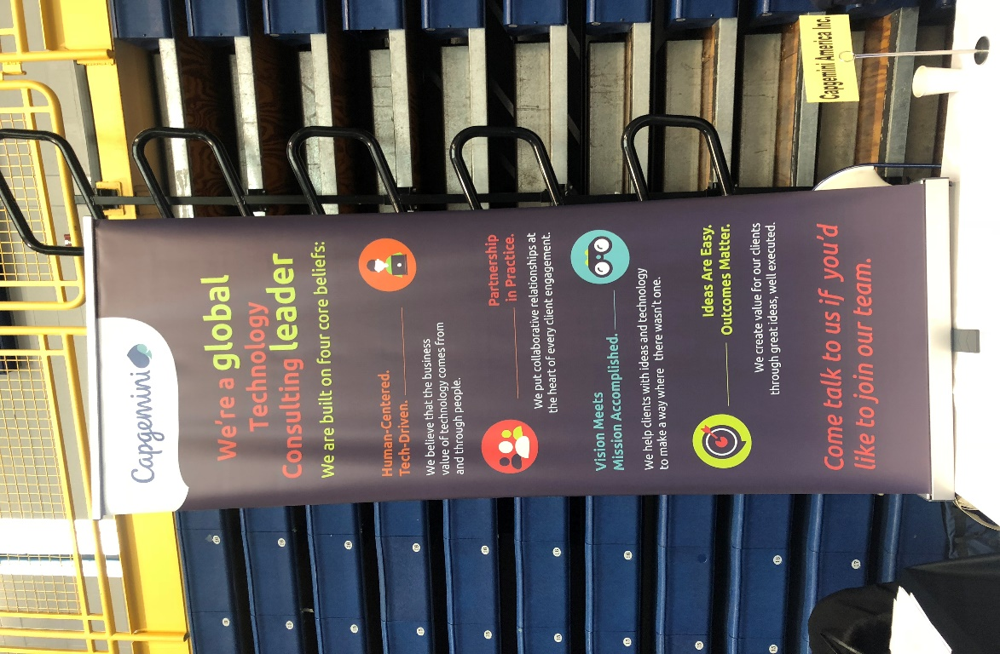 Capgemini
We're a global
Technology
Consulting leader
We are built on four core beliefs:
Human-Centered.
Tech-Driven.
We believe that the business
value of technology comes from
and through people.
Partnership
in Practice.
We put collaborative relationships at
the heart of every client engagement.
Vision Meets
Mission Accomplished.
We help clients with ideas and technology
to make a way where there wasn't one.
Ideas Are Easy.
Outcomes Matter.
We create value for our clients
through great ideas, well executed.
Come talk to us if you'd
like to join our team.
Capgemini America Inc.